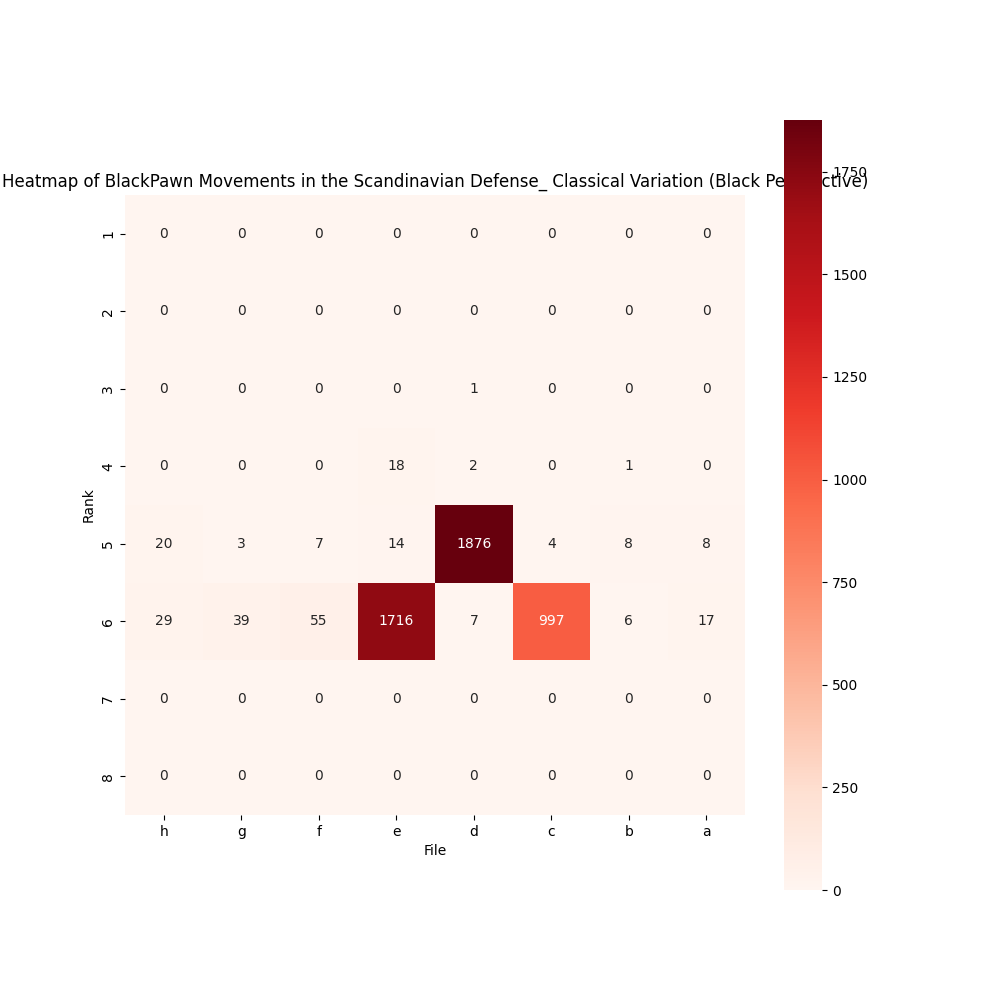 Heatmap of BlackPawn Movements in the Scandinavian Defense_ Classical Variation (Black Perspective)
1750
1 0 0 0 0 0 0 0 0
2 0 0 0 0 0 0 0 0
1500
3 0 0 0 0 1 0 0 0
1250
4 0 0 0 18 2 0 1 0
1000
Rank
5 20 3 7 14 1876 4 8 8
750
6 29 39 55 1716 7 997 6 17
500
7 0 0 0 0 0 0 0 0
8 0 0 0 0 0 0 0 0
250
h g f e d c b a
File
0